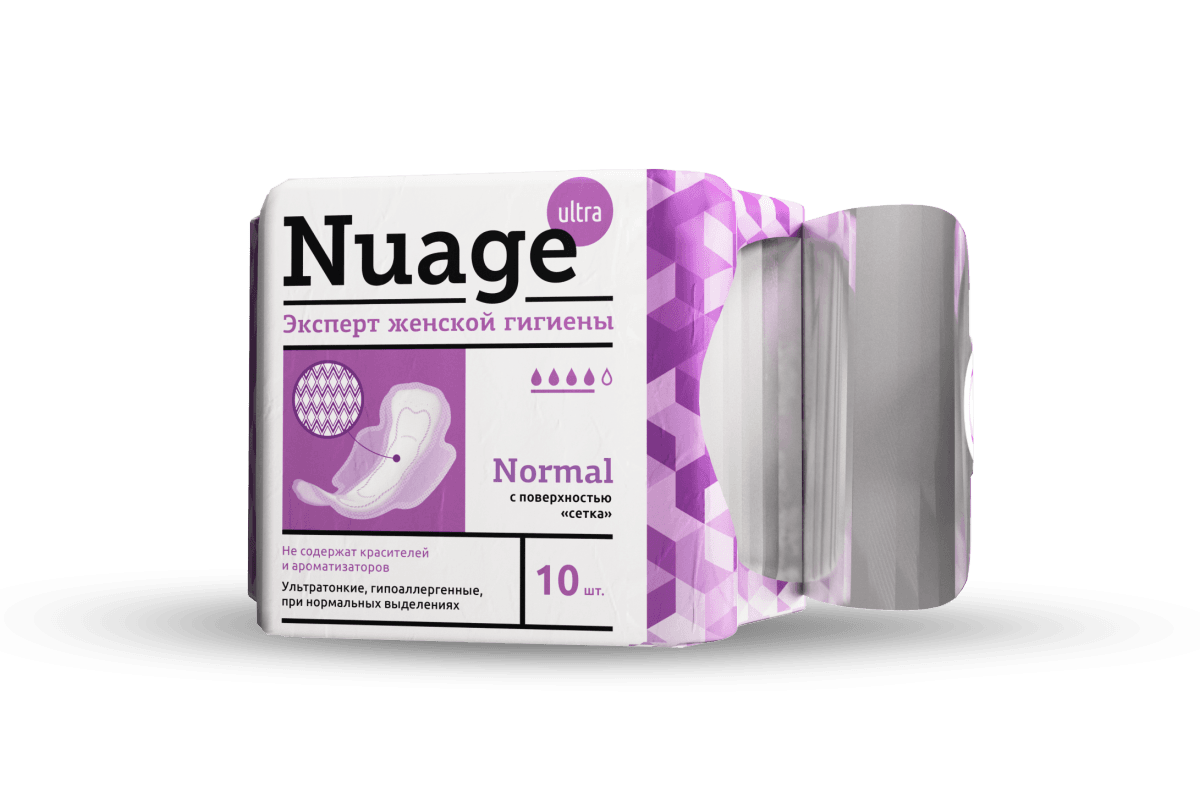 ultra
Nuage
Эксперт женской гигиены
Normal
с поверхностью
«сетка»
Не содержат красителей
и ароматизаторов
Ультратонкие, гипоаллергенные,
при нормальных выделениях
10 шт.